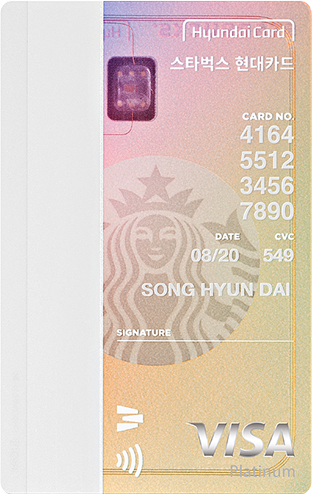 Hyundai Card
스타벅스 현대카드
CARD NO.
4164
5512
3456
7890
DATE CVC
08/20 549
SONG HYUN DAI
SIGNATURE
VISA
Platinum